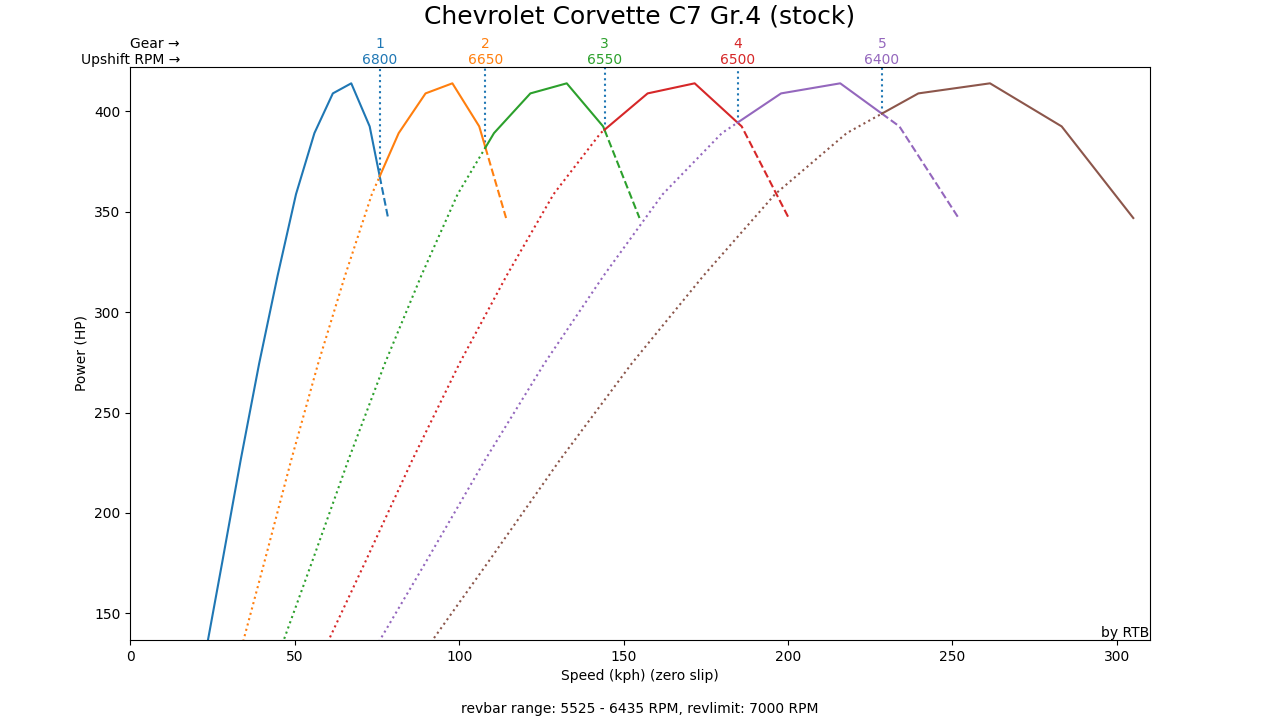 Chevrolet Corvette C7 Gr.4 (stock)
Gear → 1 2 3 4 5
Upshift RPM → 6800 6650 6550 6500 6400
400
350
300
250
200
150
Power (HP)
by RTB
0 50 100 150 200 250 300
Speed (kph) (zero slip)
revbar range: 5525 - 6435 RPM, revlimit: 7000 RPM